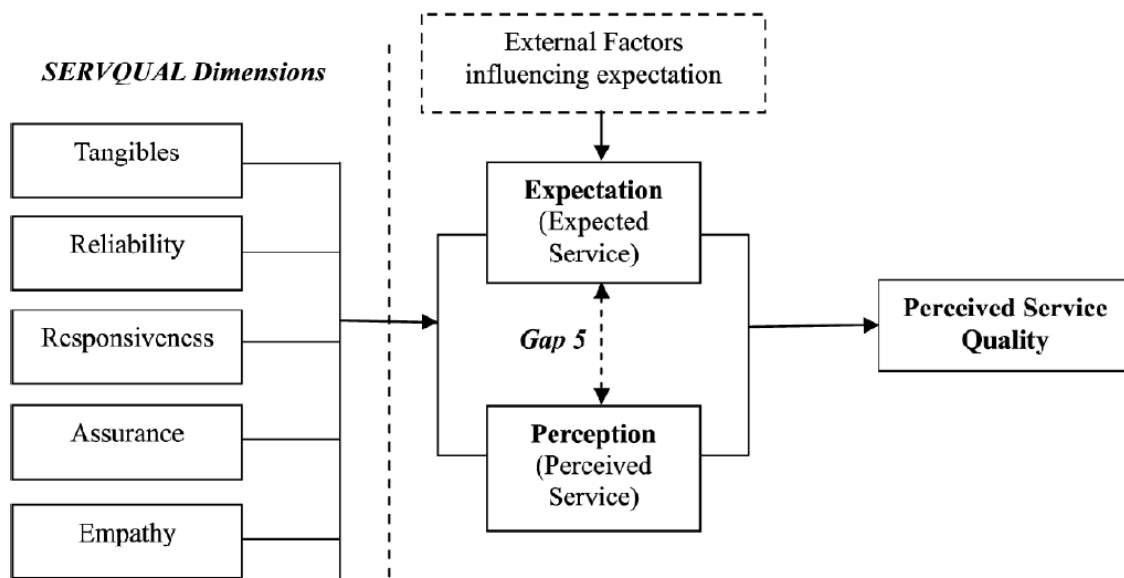 SERVQUAL Dimensions
Tangibles
Reliability
Responsiveness
Assurance
Empathy
External Factors
influencing expectation
Expectation
(Expected
Service)
Gap 5
Perception
(Perceived
Service)
Perceived Service
Quality